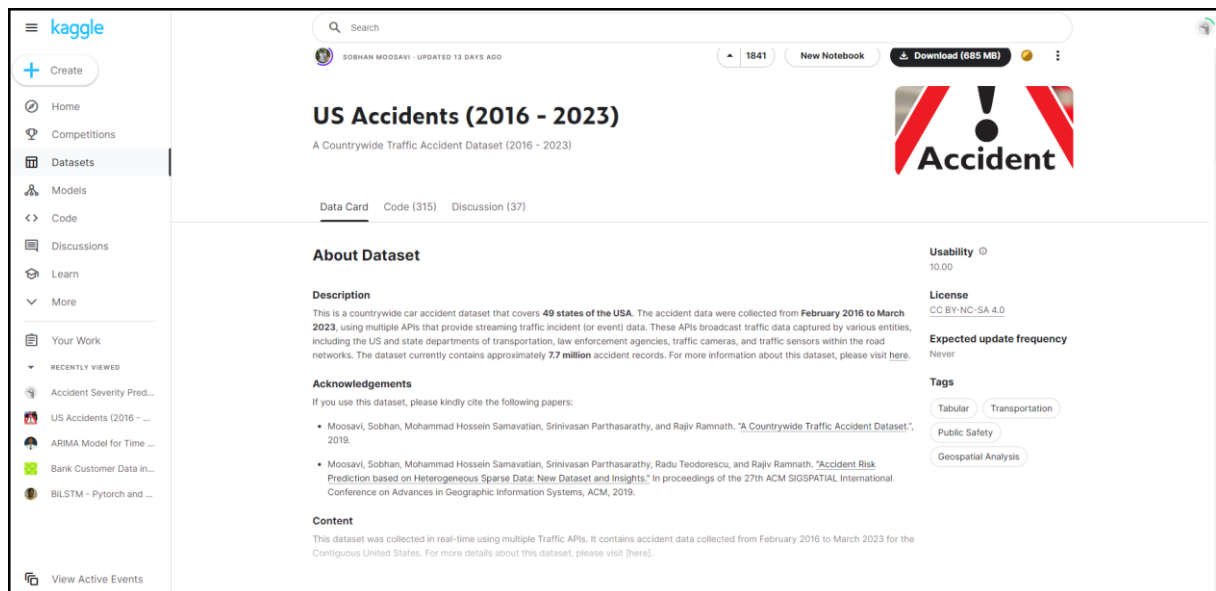 kaggle
Search
Create
Home
Competitions
Datasets
Models
Code
Discussions
Learn
More
Your Work
RECENTLY VIEWED
Accident Severity Pred...
US Accidents (2016 - ...
ARIMA Model for Time ...
Bank Customer Data in...
BiLSTM - Pytorch and ...
View Active Events
SOBHAN MOOSAVI · UPDATED 13 DAYS AGO
1841
New Notebook
Download (685 MB)
US Accidents (2016 - 2023)
A Countrywide Traffic Accident Dataset (2016 - 2023)
Accident
Data Card Code (315) Discussion (37)
About Dataset
Description
This is a countrywide car accident dataset that covers 49 states of the USA. The accident data were collected from February 2016 to March
2023, using multiple APIs that provide streaming traffic incident (or event) data. These APIs broadcast traffic data captured by various entities,
including the US and state departments of transportation, law enforcement agencies, traffic cameras, and traffic sensors within the road
networks. The dataset currently contains approximately 7.7 million accident records. For more information about this dataset, please visit here.
Acknowledgements
If you use this dataset, please kindly cite the following papers:
• Moosavi, Sobhan, Mohammad Hossein Samavatian, Srinivasan Parthasarathy, and Rajiv Ramnath. "A Countrywide Traffic Accident Dataset.",
2019.
• Moosavi, Sobhan, Mohammad Hossein Samavatian, Srinivasan Parthasarathy, Radu Teodorescu, and Rajiv Ramnath. "Accident Risk
Prediction based on Heterogeneous Sparse Data: New Dataset and Insights." In proceedings of the 27th ACM SIGSPATIAL International
Conference on Advances in Geographic Information Systems, ACM, 2019.
Content
This dataset was collected in real-time using multiple Traffic APIs. It contains accident data collected from February 2016 to March 2023 for the
Contiguous United States. For more details about this dataset, please visit [here].
Usability
10.00
License
CC BY-NC-SA 4.0
Expected update frequency
Never
Tags
Tabular Transportation
Public Safety
Geospatial Analysis